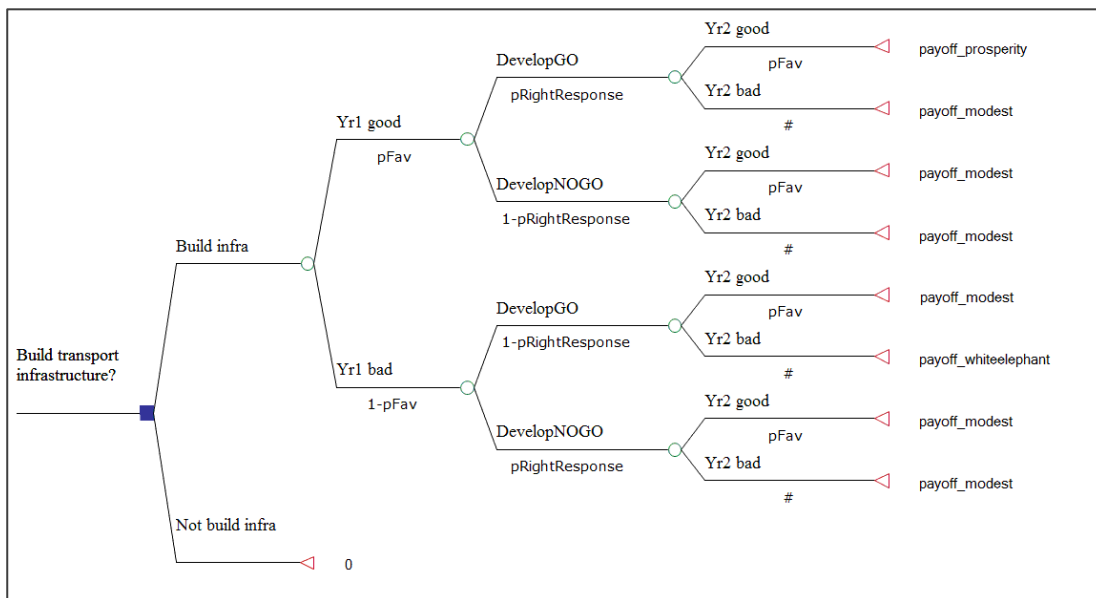 Build transport
infrastructure?
Build infra
Yr1 good
pFav
DevelopGO
pRightResponse
Yr2 good
pFav
payoff_prosperity
Yr2 bad
#
payoff_modest
DevelopNOGO
1-pRightResponse
Yr2 good
pFav
payoff_modest
Yr2 bad
#
payoff_modest
Yr1 bad
1-pFav
DevelopGO
1-pRightResponse
Yr2 good
pFav
payoff_modest
Yr2 bad
#
payoff_whiteelephant
DevelopNOGO
pRightResponse
Yr2 good
pFav
payoff_modest
Yr2 bad
#
payoff_modest
Not build infra
0